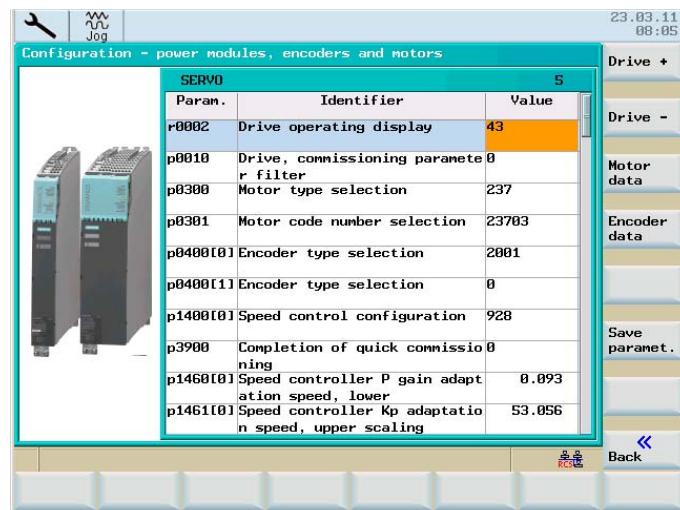 Jog
23.03.11
08:05
Configuration - power modules, encoders and motors
SERVO 5
Param. Identifier Value
r0002 Drive operating display 43
p0010 Drive, commissioning paramete 0
r filter
p0300 Motor type selection 237
p0301 Motor code number selection 23703
p0400[0] Encoder type selection 2001
p0400[1] Encoder type selection 0
p1400[0] Speed control configuration 928
p3900 Completion of quick commissio 0
ning
p1460[0] Speed controller P gain adapt 0.093
ation speed, lower
p1461[0] Speed controller Kp adaptatio 53.056
n speed, upper scaling
Drive +
Drive -
Motor
data
Encoder
data
Save
paramet.
Back
RCS